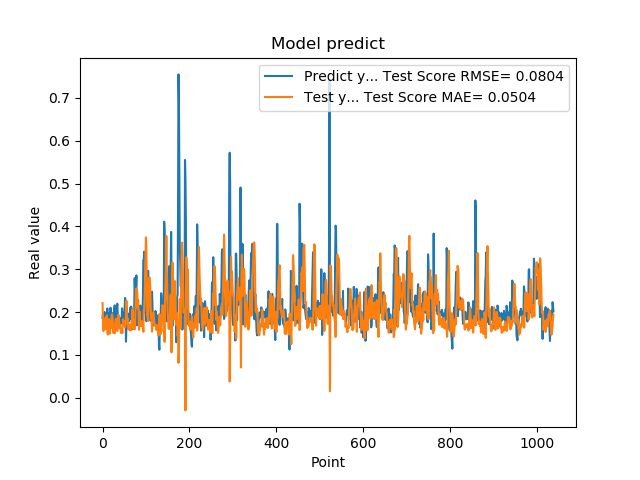 Model predict
Predict y... Test Score RMSE= 0.0804
Test y... Test Score MAE= 0.0504
Real value
0.7
0.6
0.5
0.4
0.3
0.2
0.1
0.0
0 200 400 600 800 1000
Point